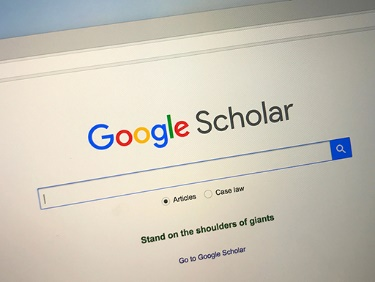 Google Scholar
Articles Case law
Stand on the shoulders of giants
Go to Google Scholar